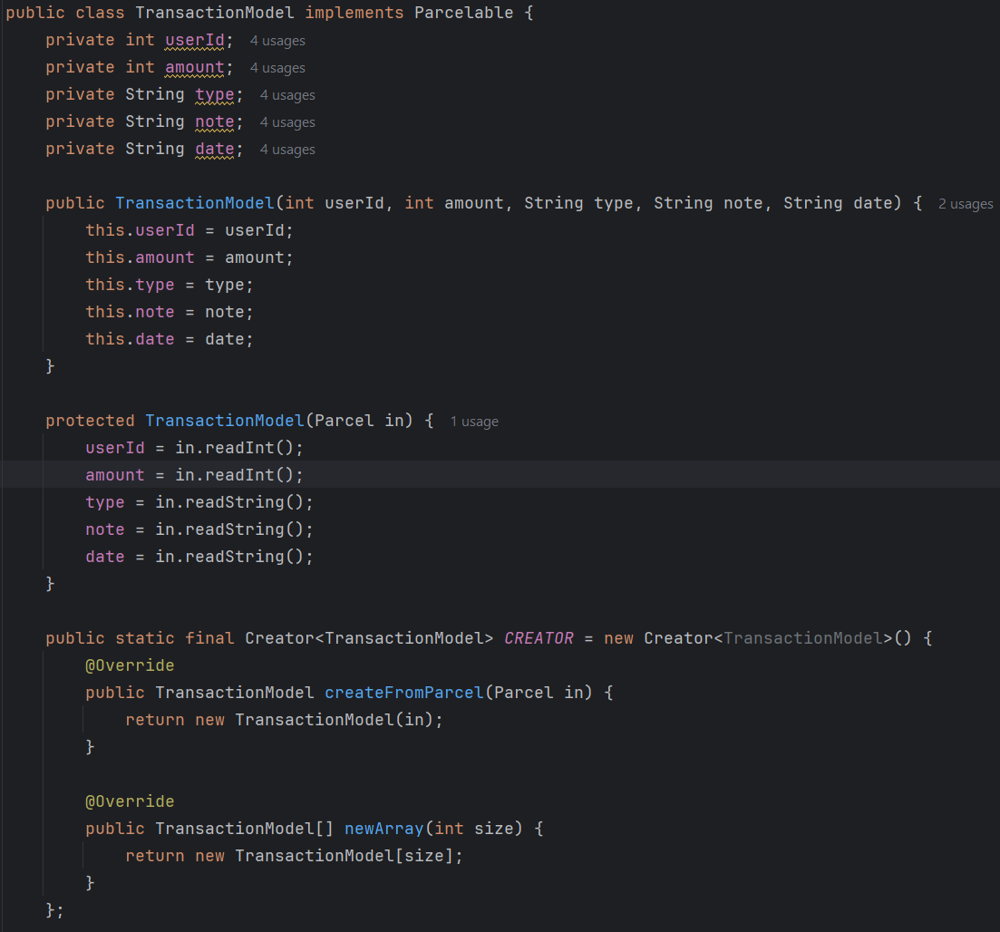 public class TransactionModel implements Parcelable {
    private int userId;  4 usages
    private int amount;  4 usages
    private String type;  4 usages
    private String note;  4 usages
    private String date;  4 usages

    public TransactionModel(int userId, int amount, String type, String note, String date) {  2 usages
        this.userId = userId;
        this.amount = amount;
        this.type = type;
        this.note = note;
        this.date = date;
    }

    protected TransactionModel(Parcel in) {  1 usage
        userId = in.readInt();
        amount = in.readInt();
        type = in.readString();
        note = in.readString();
        date = in.readString();
    }

    public static final Creator<TransactionModel> CREATOR = new Creator<TransactionModel>() {
        @Override
        public TransactionModel createFromParcel(Parcel in) {
            return new TransactionModel(in);
        }

        @Override
        public TransactionModel[] newArray(int size) {
            return new TransactionModel[size];
        }
    };